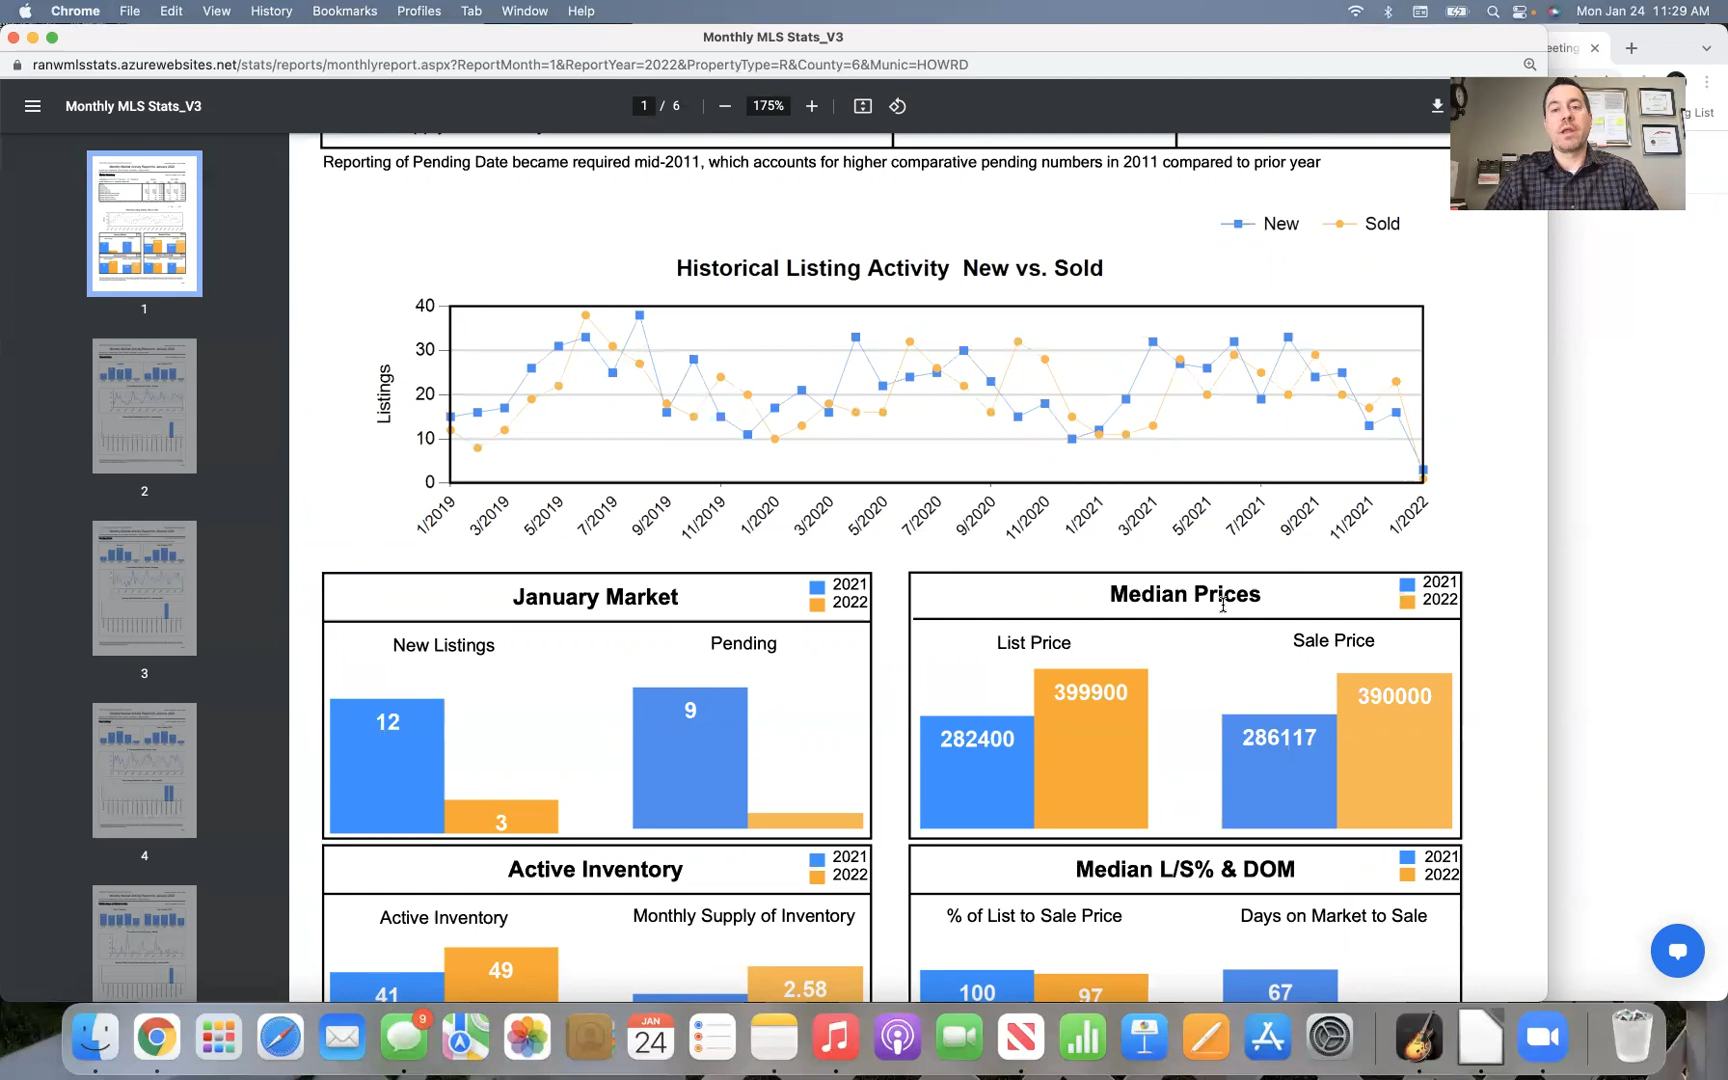 Chrome File Edit View History Bookmarks Profiles Tab Window Help Mon Jan 24 11:29 AM
Monthly MLS Stats_V3
eeting
ranwmlsstats.azurewebsites.net/stats/reports/monthlyreport.aspx?ReportMonth=1&ReportYear=2022&PropertyType=R&County=6&Munic=HOWRD
Monthly MLS Stats_V3 1 / 6 175%
g List
Reporting of Pending Date became required mid-2011, which accounts for higher comparative pending numbers in 2011 compared to prior year
New Sold
Historical Listing Activity New vs. Sold
Listings
40
30
20
10
0
1/2019 3/2019 5/2019 7/2019 9/2019 11/2019 1/2020 3/2020 5/2020 7/2020 9/2020 11/2020 1/2021 3/2021 5/2021 7/2021 9/2021 11/2021 1/2022
January Market
2021
2022
New Listings Pending
12 3 9
Median Prices
2021
2022
List Price Sale Price
282400 399900 286117 390000
Active Inventory
2021
2022
Active Inventory Monthly Supply of Inventory
41 49 2.58
Median L/S% & DOM
2021
2022
% of List to Sale Price Days on Market to Sale
100 97 67
1
2
3
4
9
JAN
24